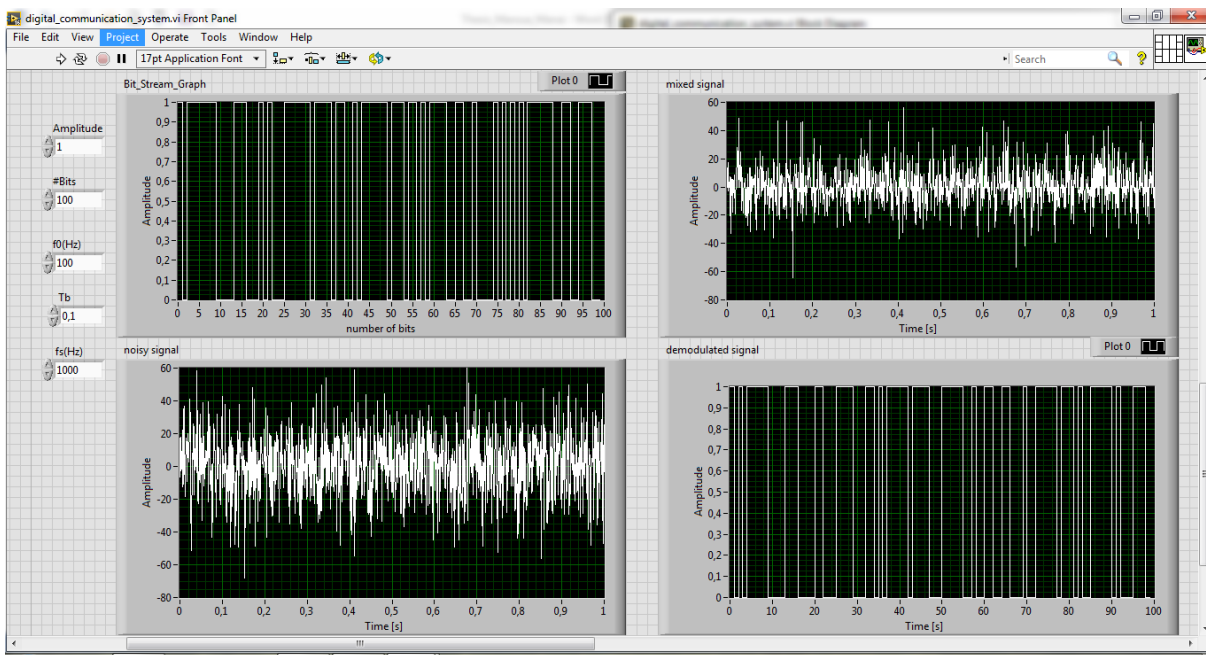 digital_communication_system.vi Front Panel
File Edit View Project Operate Tools Window Help
17pt Application Font
Search
Bit_Stream_Graph
Plot 0
Amplitude
1
#Bits
100
f0(Hz)
100
Tb
0,1
fs(Hz)
1000
Amplitude
1
0,9
0,8
0,7
0,6
0,5
0,4
0,3
0,2
0,1
0
0 5 10 15 20 25 30 35 40 45 50 55 60 65 70 75 80 85 90 95 100
number of bits
mixed signal
Amplitude
60
40
20
0
-20
-40
-60
-80
0 0,1 0,2 0,3 0,4 0,5 0,6 0,7 0,8 0,9 1
Time [s]
noisy signal
Amplitude
60
40
20
0
-20
-40
-60
-80
0 0,1 0,2 0,3 0,4 0,5 0,6 0,7 0,8 0,9 1
Time [s]
demodulated signal
Plot 0
Amplitude
1
0,9
0,8
0,7
0,6
0,5
0,4
0,3
0,2
0,1
0
0 10 20 30 40 50 60 70 80 90 100
Time [s]